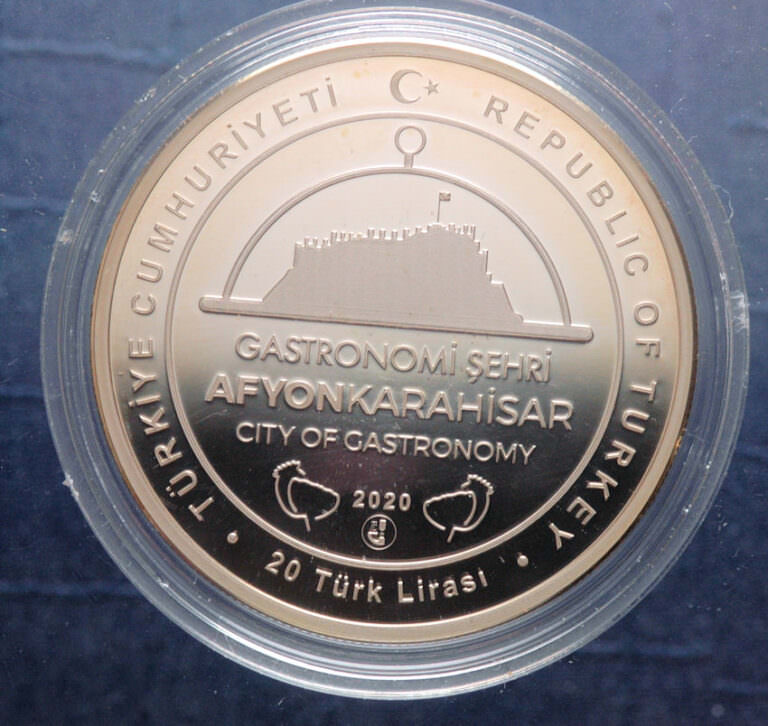 TÜRKİYE CUMHURİYETİ
REPUBLIC OF TURKEY
GASTRONOMİ ŞEHRİ
AFYONKARAHİSAR
CITY OF GASTRONOMY
2020
20 Türk Lirası